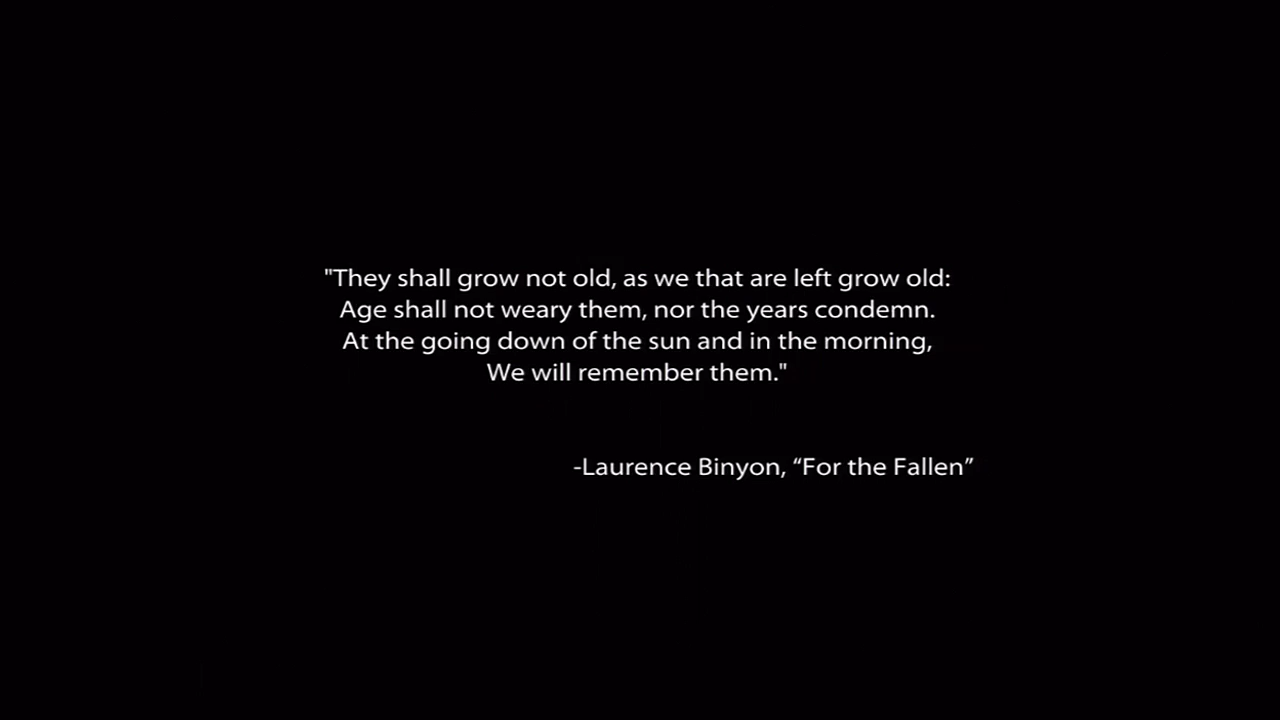 "They shall grow not old, as we that are left grow old:
Age shall not weary them, nor the years condemn.
At the going down of the sun and in the morning,
We will remember them."
-Laurence Binyon, “For the Fallen”